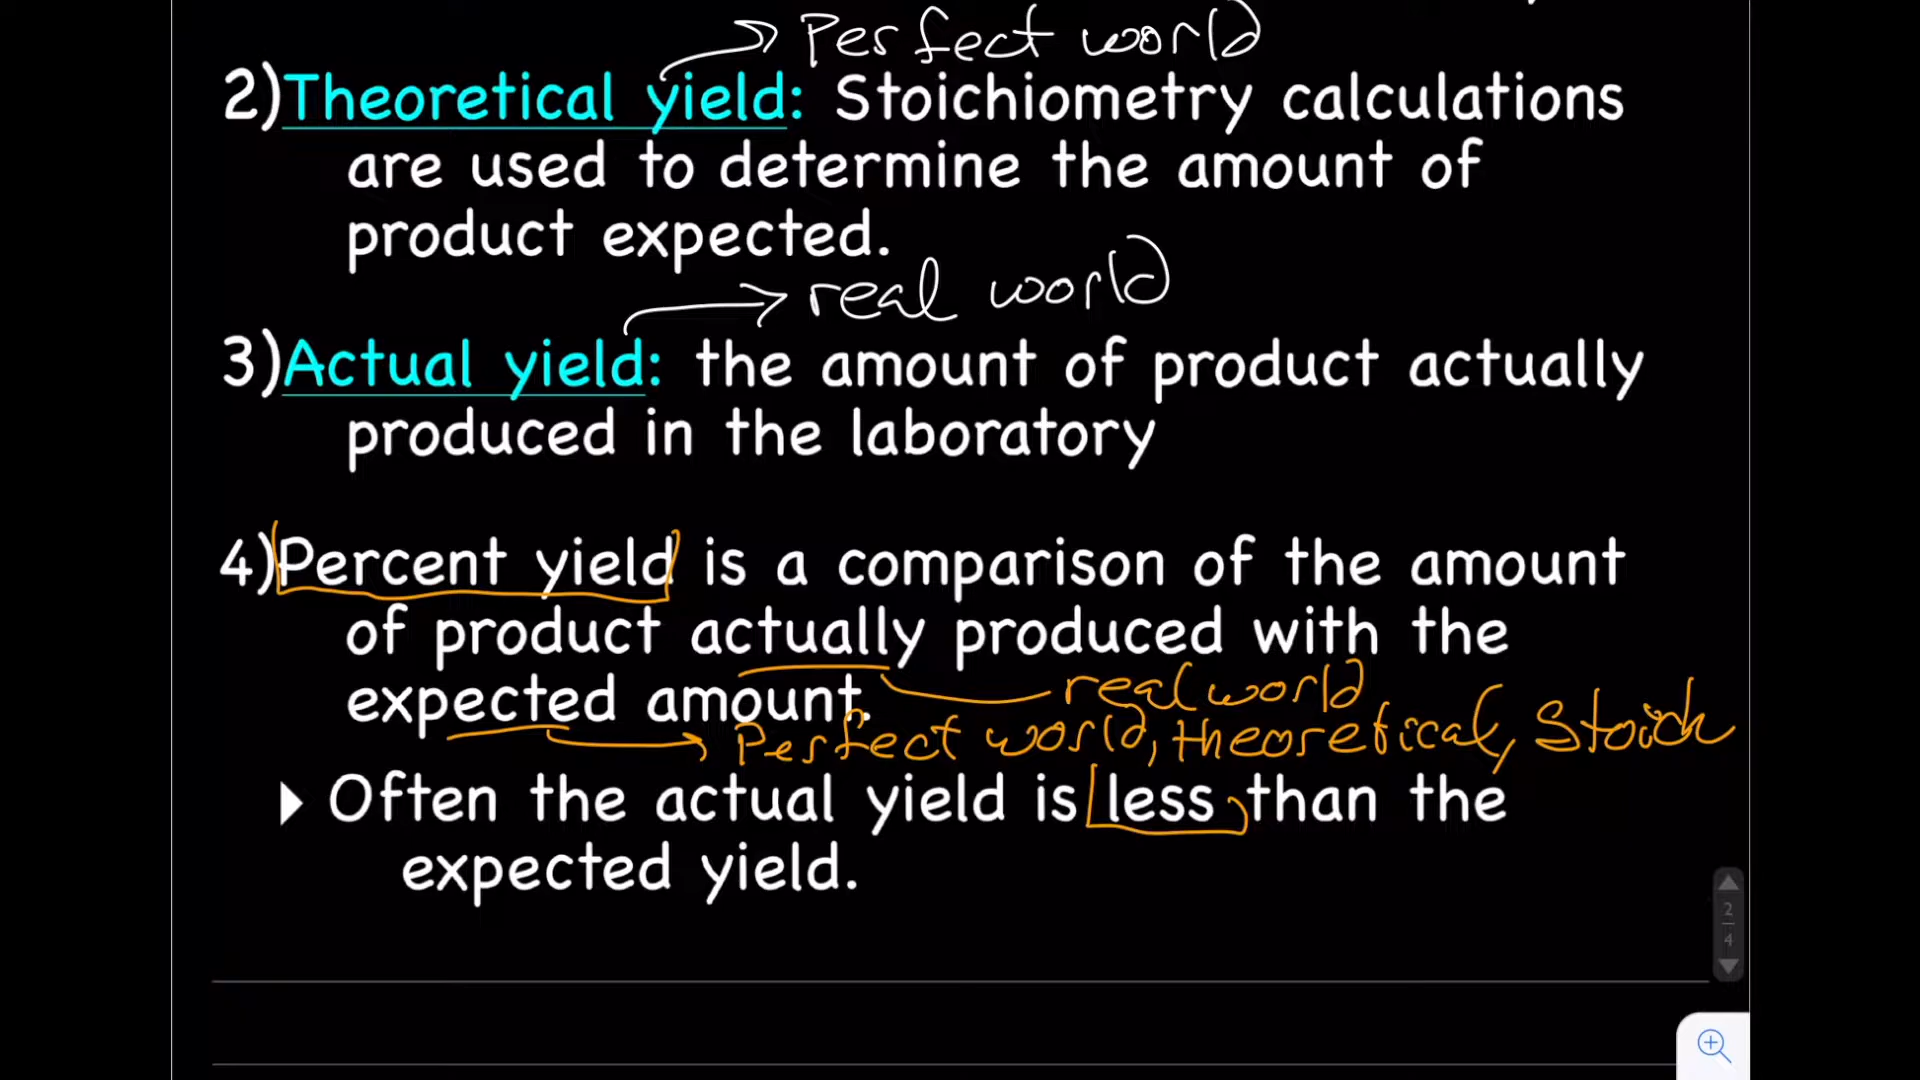 Perfect world
2) Theoretical yield: Stoichiometry calculations
are used to determine the amount of
product expected.
real world
3) Actual yield: the amount of product actually
produced in the laboratory
4) Percent yield is a comparison of the amount
of product actually produced with the
expected amount.
real world
Perfect world, theoretical, Stoich
Often the actual yield is less than the
expected yield.
2
4